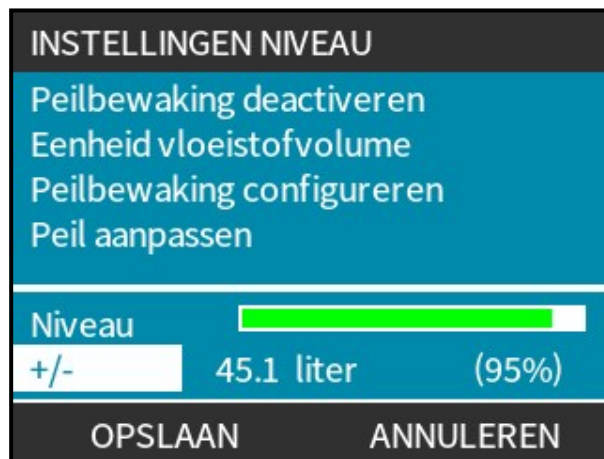 INSTELLINGEN NIVEAU
Peilbewaking deactiveren
Eenheid vloeistofvolume
Peilbewaking configureren
Peil aanpassen
Niveau
+/- 45.1 liter (95%)
OPSLAAN ANNULEREN